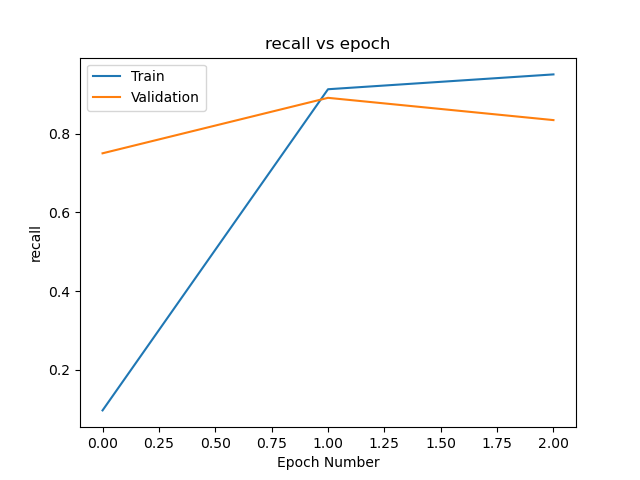 recall vs epoch
Train
Validation
recall
0.8
0.6
0.4
0.2
0.00 0.25 0.50 0.75 1.00 1.25 1.50 1.75 2.00
Epoch Number